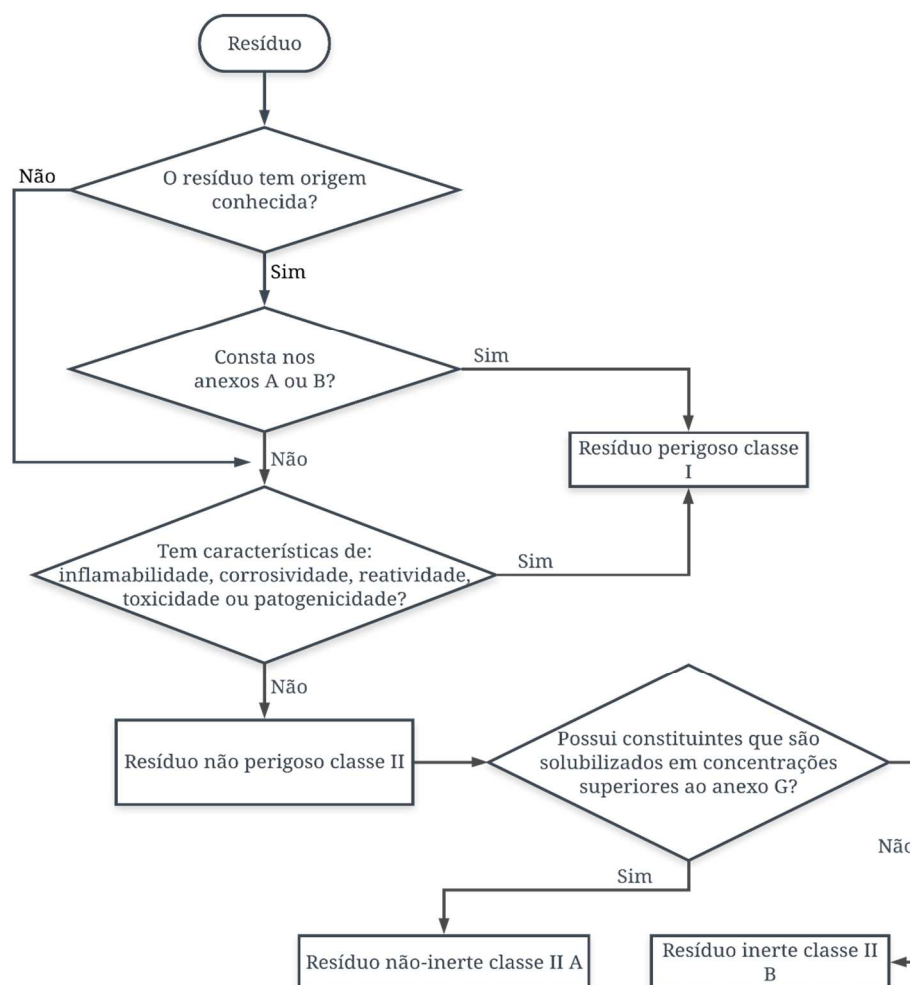 Resíduo
Não
O resíduo tem origem
conhecida?
Sim
Consta nos
anexos A ou B?
Sim
Resíduo perigoso classe
I
Não
Tem características de:
inflamabilidade, corrosividade, reatividade,
toxicidade ou patogenicidade?
Sim
Não
Resíduo não perigoso classe II
Possui constituintes que são
solubilizados em concentrações
superiores ao anexo G?
Não
Sim
Resíduo não-inerte classe II A
Resíduo inerte classe II
B